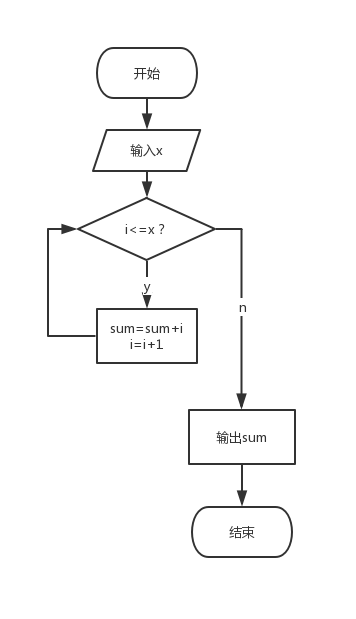 开始
输入x
i<=x ?
y
sum=sum+i
i=i+1
n
输出sum
结束